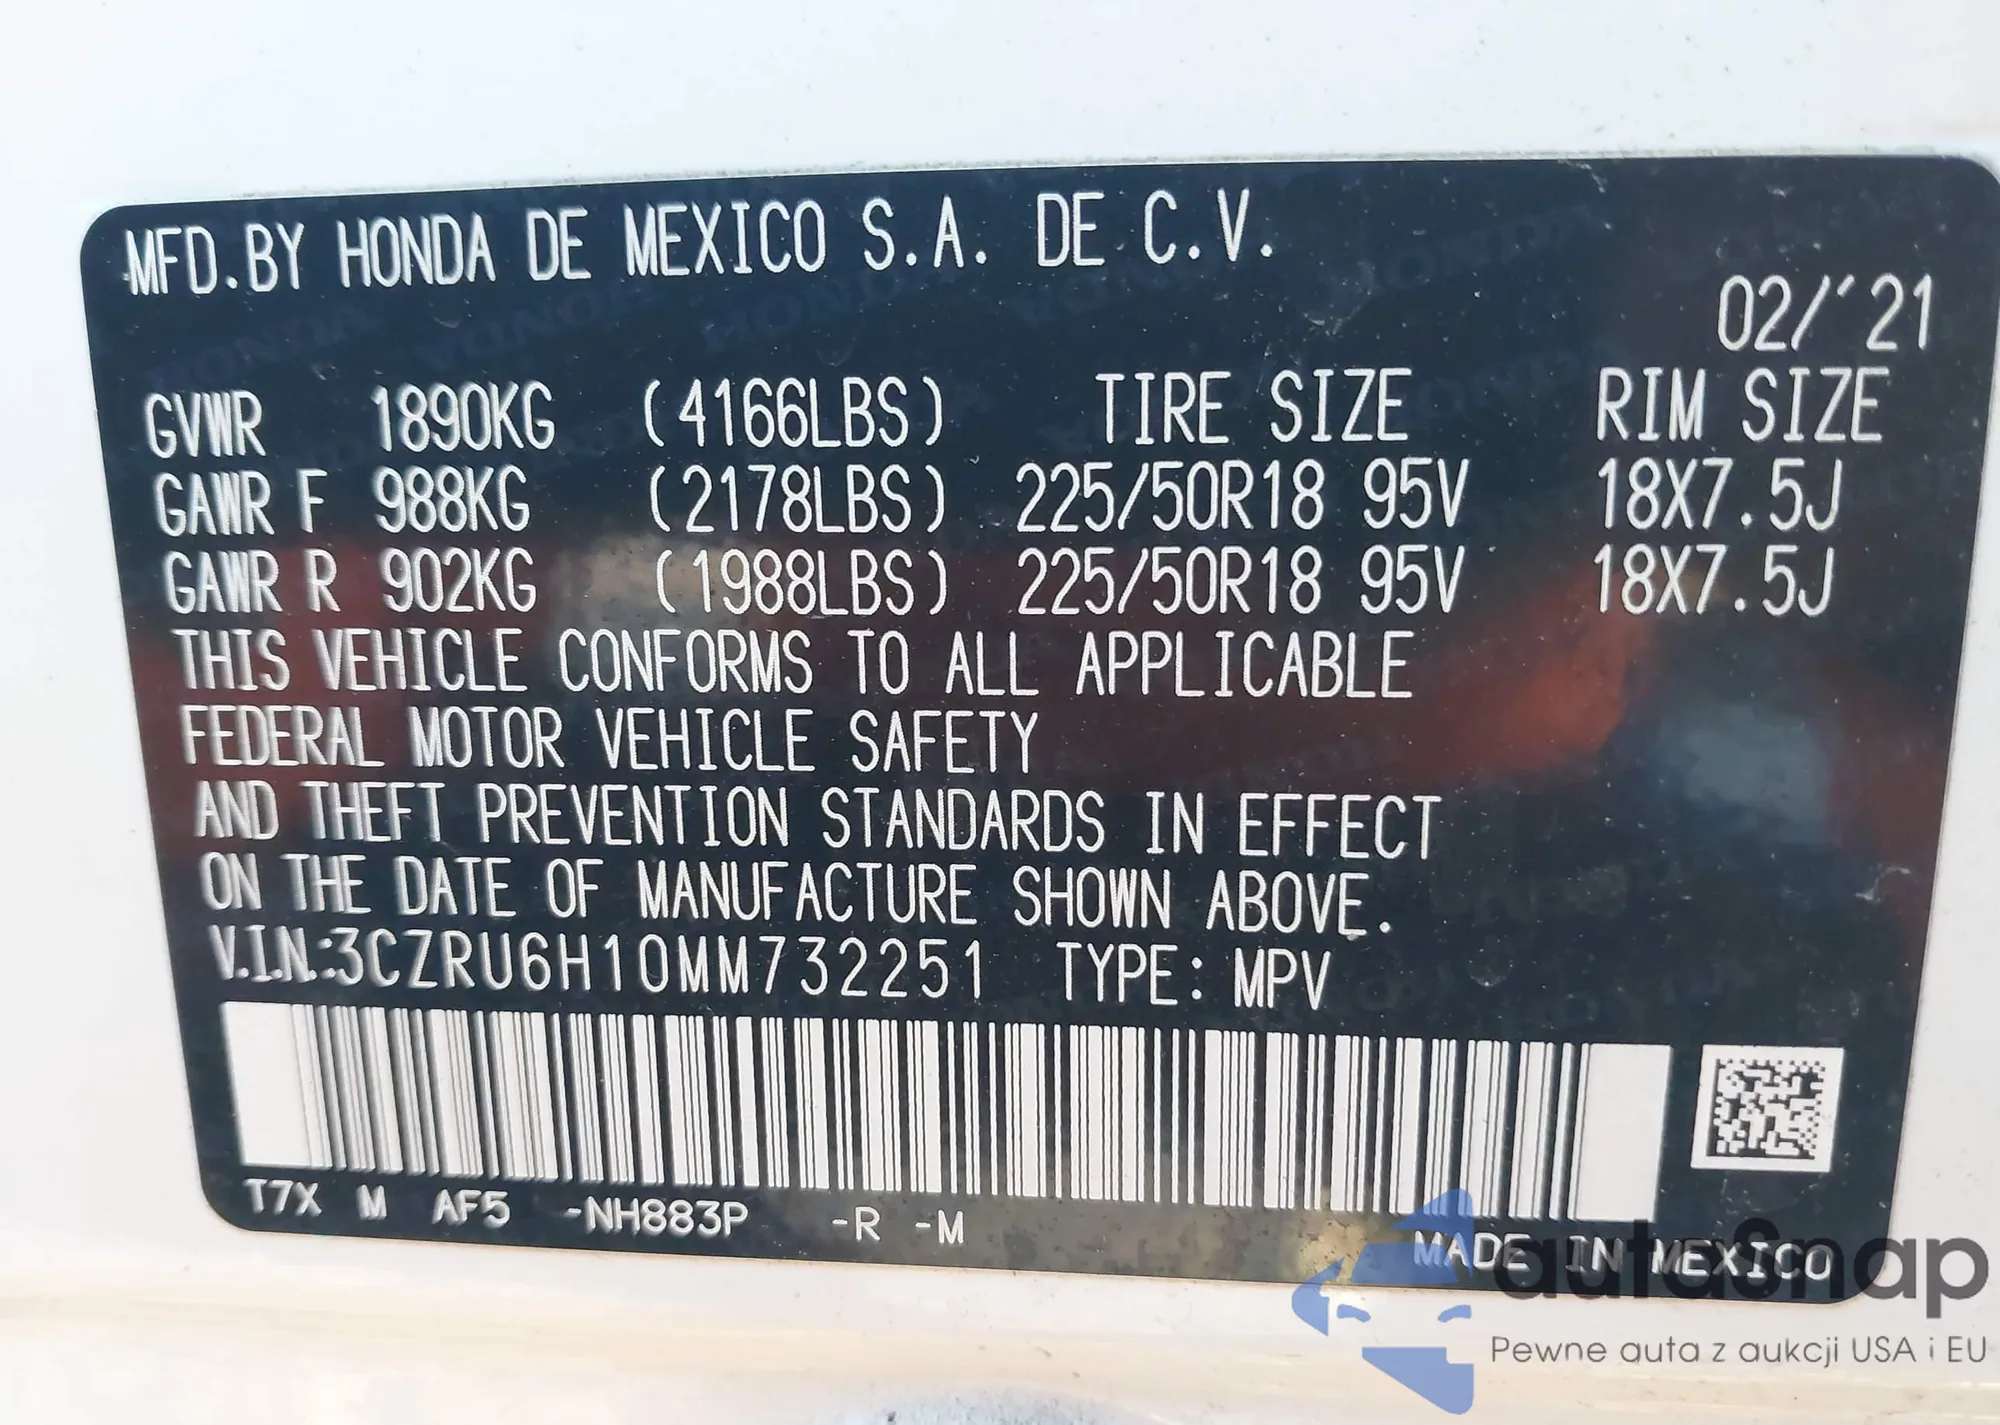 MFD.BY HONDA DE MEXICO S.A. DE C.V.
02/'21
GVWR 1890KG (4166LBS) TIRE SIZE RIM SIZE
GAWR F 988KG (2178LBS) 225/50R18 95V 18X7.5J
GAWR R 902KG (1988LBS) 225/50R18 95V 18X7.5J
THIS VEHICLE CONFORMS TO ALL APPLICABLE
FEDERAL MOTOR VEHICLE SAFETY
AND THEFT PREVENTION STANDARDS IN EFFECT
ON THE DATE OF MANUFACTURE SHOWN ABOVE.
V.I.N.:3CZRU6H10MM732251 TYPE: MPV
T7X M AF5 -NH883P -R -M
MADE IN MEXICO
autoSnap
Pewne auta z aukcji USA i EU